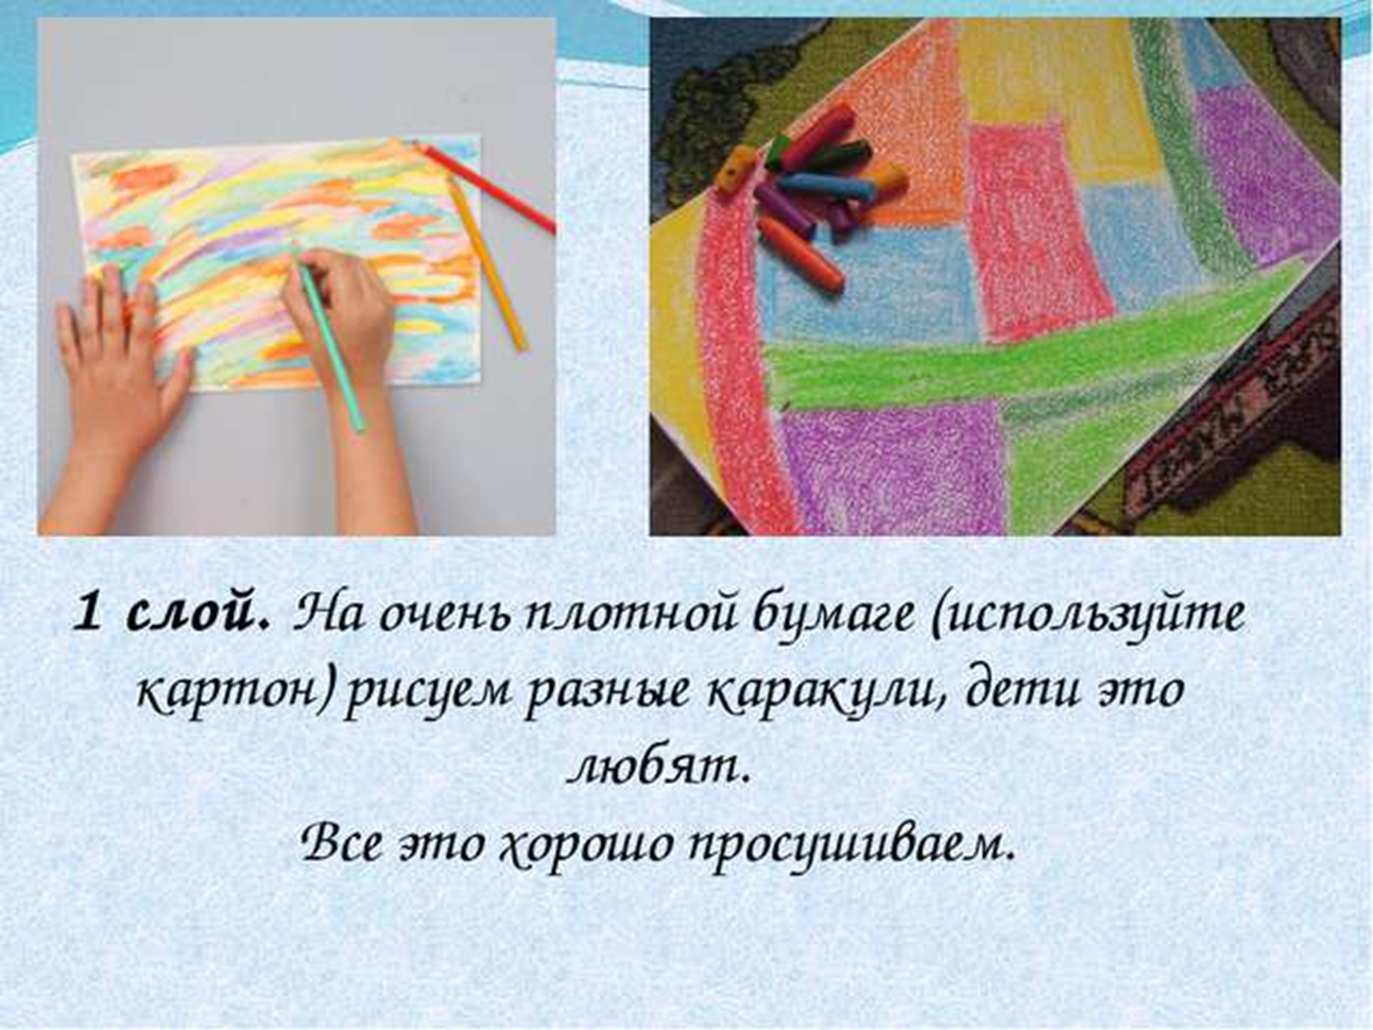 1 слой. На очень плотной бумаге (используйте
картон) рисуем разные каракули, дети это
любят.
Все это хорошо просушиваем.